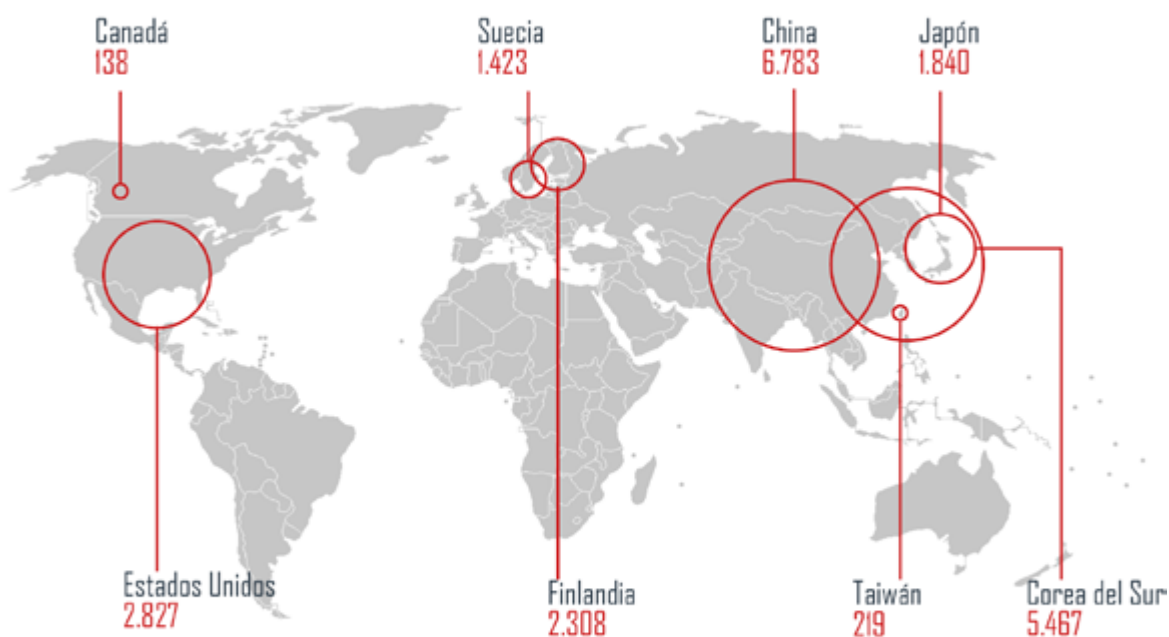 Canadá
138
Suecia
1.423
China
6.783
Japón
1.840
Estados Unidos
2.827
Finlandia
2.308
Taiwán
219
Corea del Sur
5.467